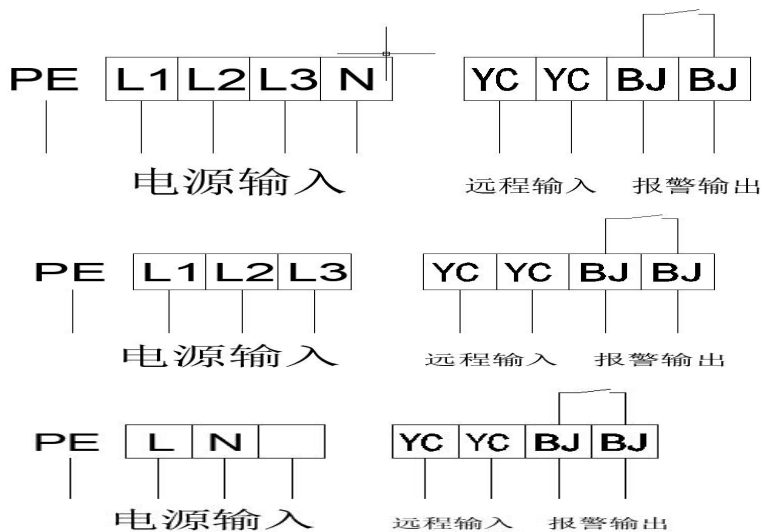 PE L1 L2 L3 N YC YC BJ BJ
电源输入 远程输入 报警输出
PE L1 L2 L3 YC YC BJ BJ
电源输入 远程输入 报警输出
PE L N YC YC BJ BJ
电源输入 远程输入 报警输出